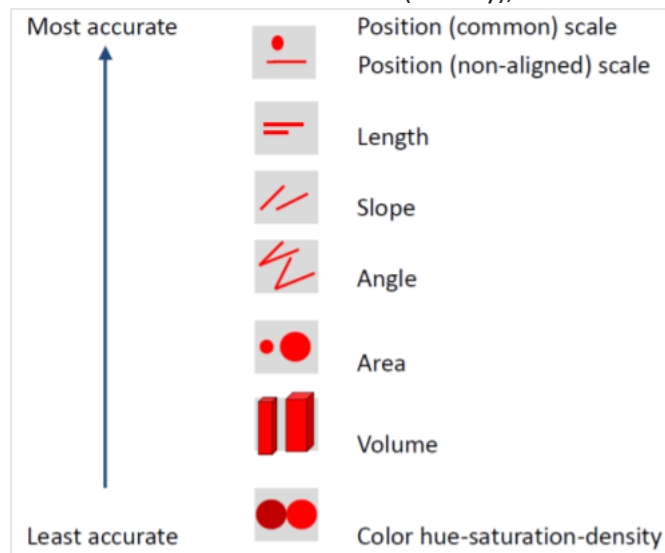 Most accurate
Position (common) scale
Position (non-aligned) scale
Length
Slope
Angle
Area
Volume
Least accurate
Color hue-saturation-density